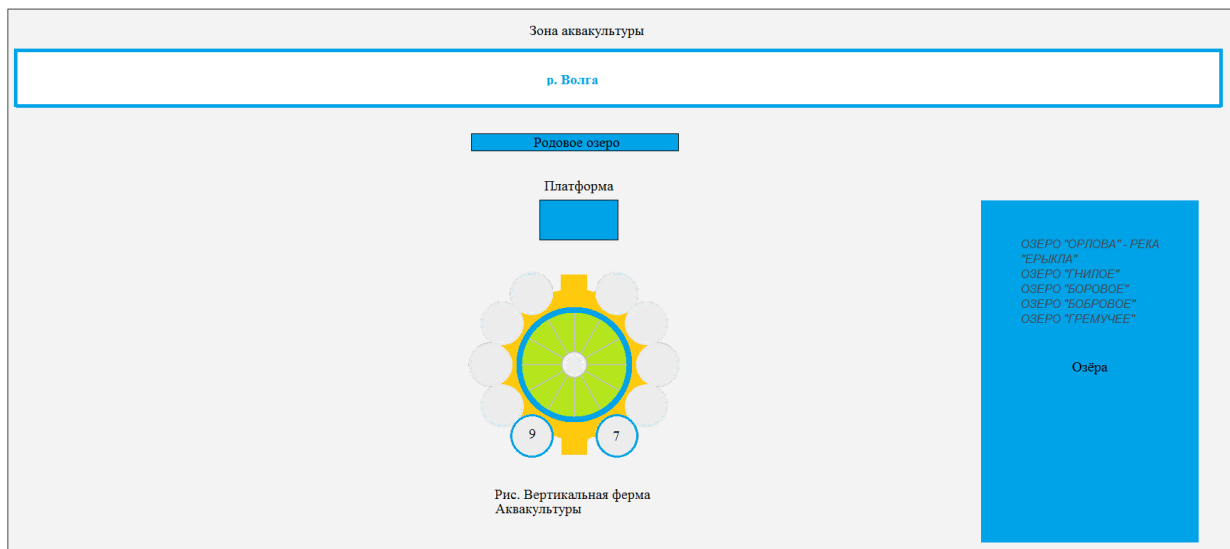 Зона аквакультуры
р. Волга
Родовое озеро
Платформа
ОЗЕРО "ОРЛОВА" - РЕКА
"ЕРЫКЛА"
ОЗЕРО "ГНИЛОЕ"
ОЗЕРО "БОРОВОЕ"
ОЗЕРО "БОБРОВОЕ"
ОЗЕРО "ГРЕМУЧЕЕ"
Озёра
9
7
Рис. Вертикальная ферма
Аквакультуры